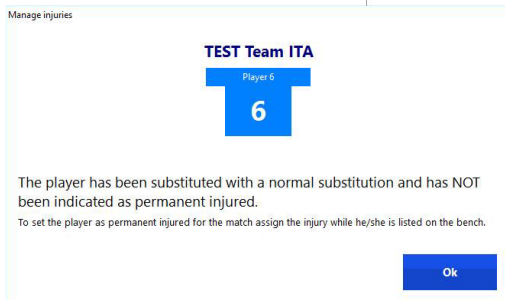 Manage injuries
TEST Team ITA
Player 6
6
The player has been substituted with a normal substitution and has NOT
been indicated as permanent injured.
To set the player as permanent injured for the match assign the injury while he/she is listed on the bench.
Ok